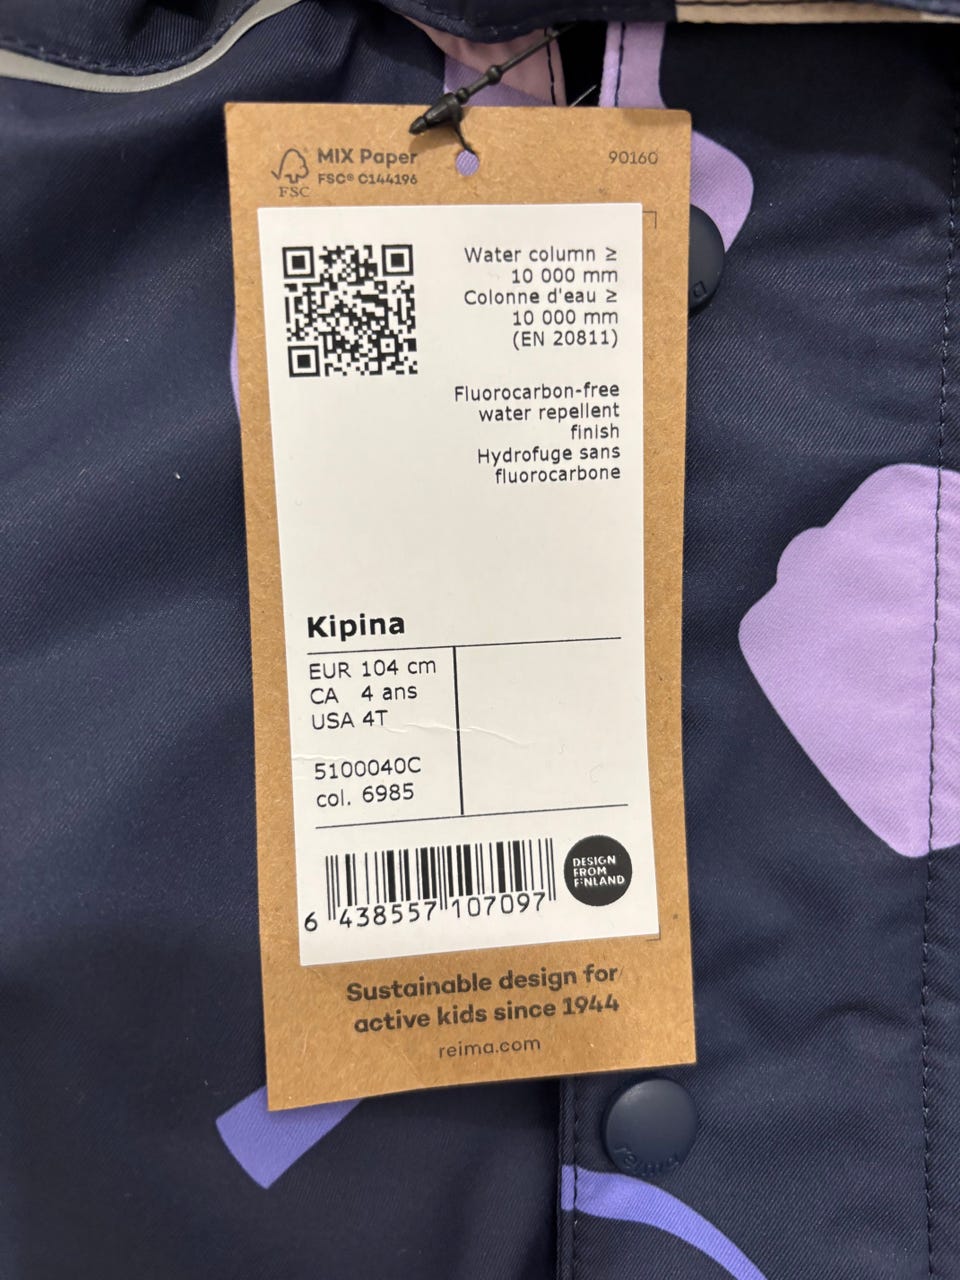 MIX Paper
FSC® C144196
FSC
90160
Water column ≥
10 000 mm
Colonne d'eau ≥
10 000 mm
(EN 20811)
Fluorocarbon-free
water repellent
finish
Hydrofuge sans
fluorocarbone
Kipina
EUR 104 cm
CA 4 ans
USA 4T
5100040C
col. 6985
6 438557 107097
DESIGN
FROM
FINLAND
Sustainable design for
active kids since 1944
reima.com
reima